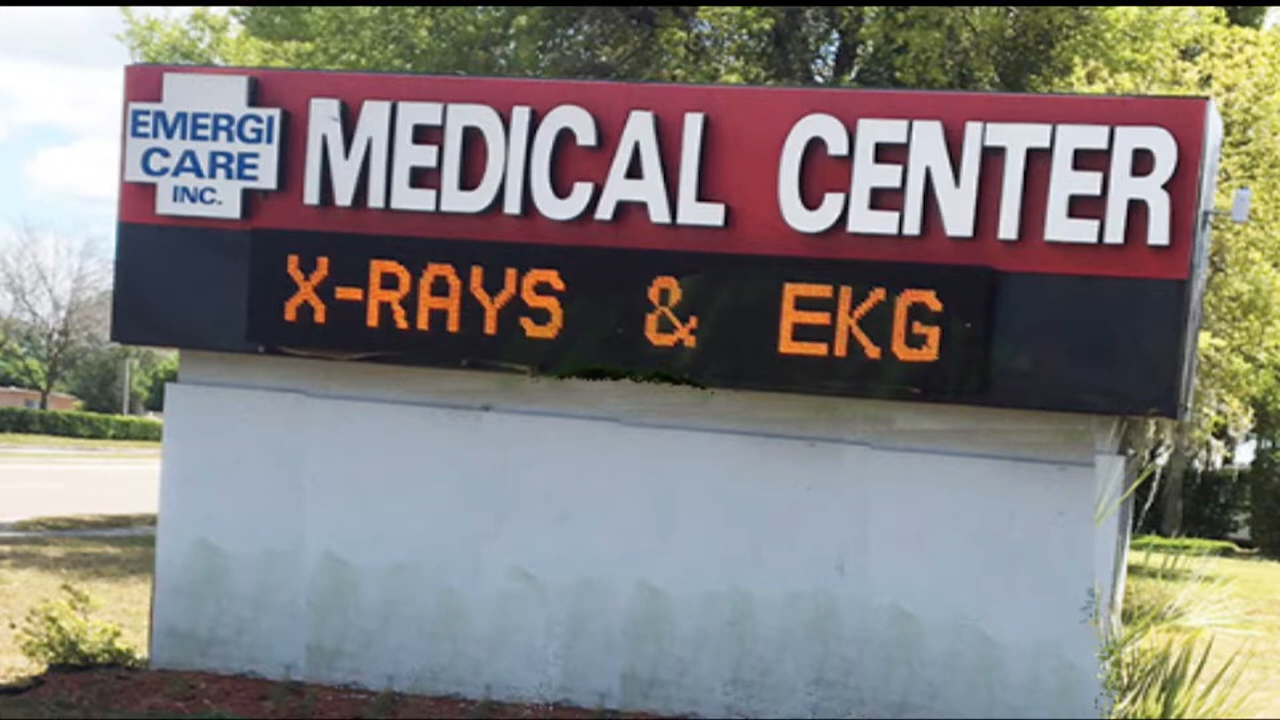 EMERGI
CARE
INC.
MEDICAL CENTER
X-RAYS & EKG